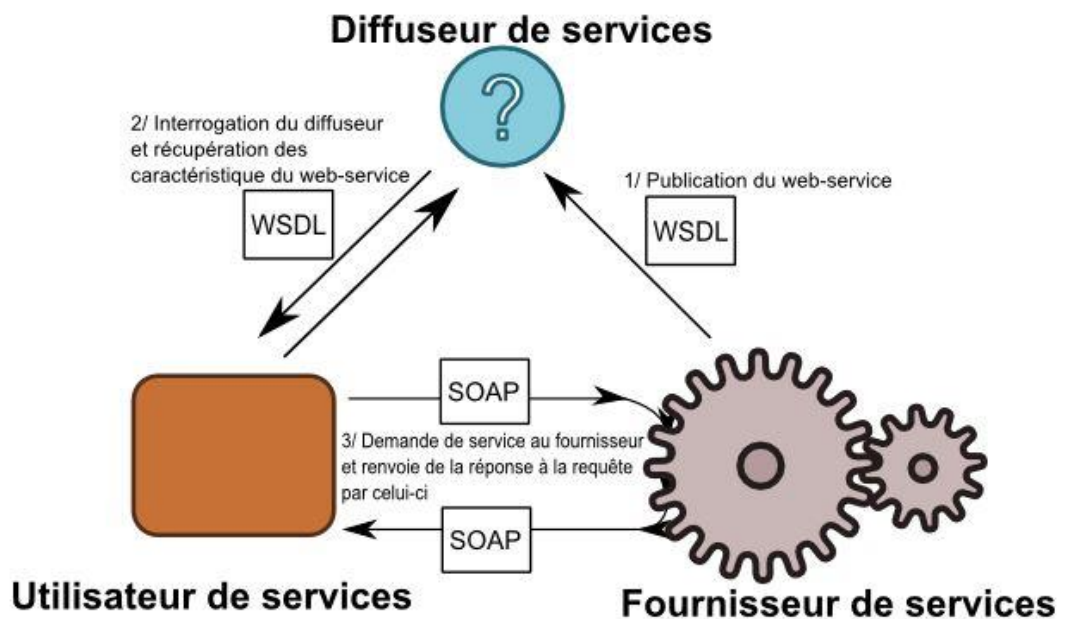 Diffuseur de services
?
2/ Interrogation du diffuseur
et récupération des
caractéristique du web-service
WSDL
1/ Publication du web-service
WSDL
SOAP
3/ Demande de service au fournisseur
et renvoie de la réponse à la requête
par celui-ci
SOAP
Utilisateur de services
Fournisseur de services